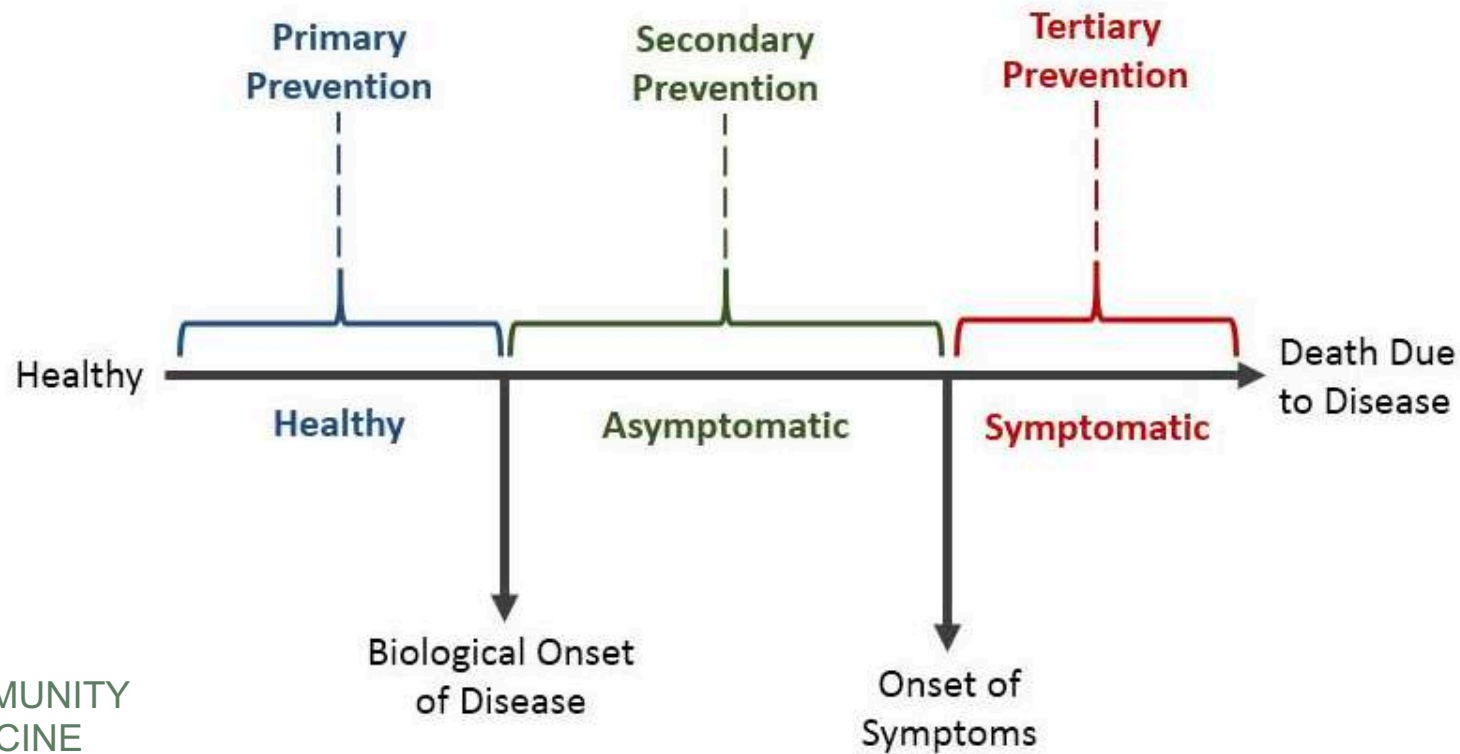 Primary
Prevention
Secondary
Prevention
Tertiary
Prevention
Healthy
Death Due
to Disease
Healthy
Asymptomatic
Symptomatic
Biological Onset
of Disease
Onset of
Symptoms
MUNITY
CINE